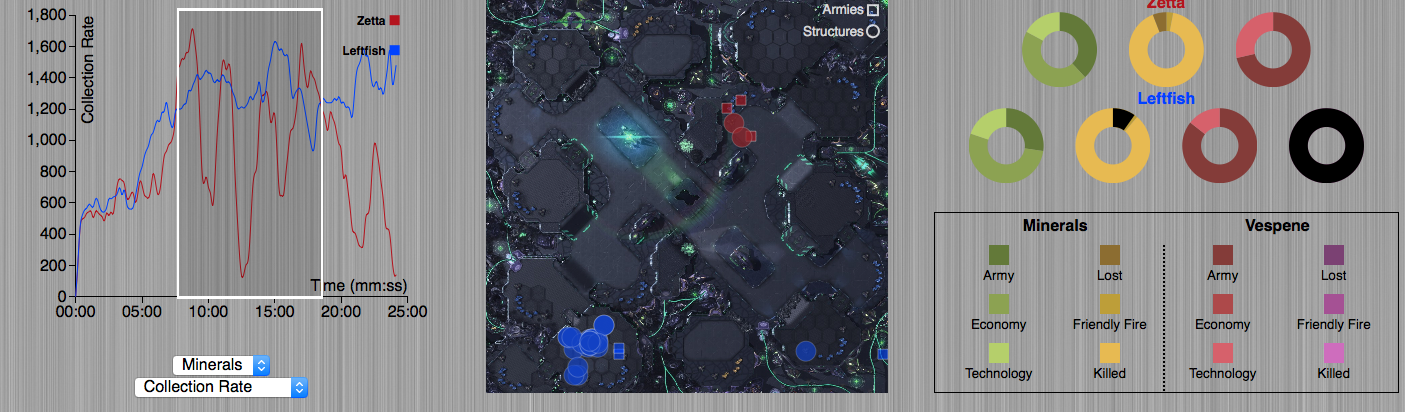 1,800
1,600
1,400
1,200
1,000
800
600
400
200
0
Collection Rate
Zetta
Leftfish
Time (mm:ss)
00:00 05:00 10:00 15:00 20:00 25:00
Minerals
Collection Rate
Armies
Structures
Zetta
Leftfish
Minerals Vespene
Army Lost Army Lost
Economy Friendly Fire Economy Friendly Fire
Technology Killed Technology Killed